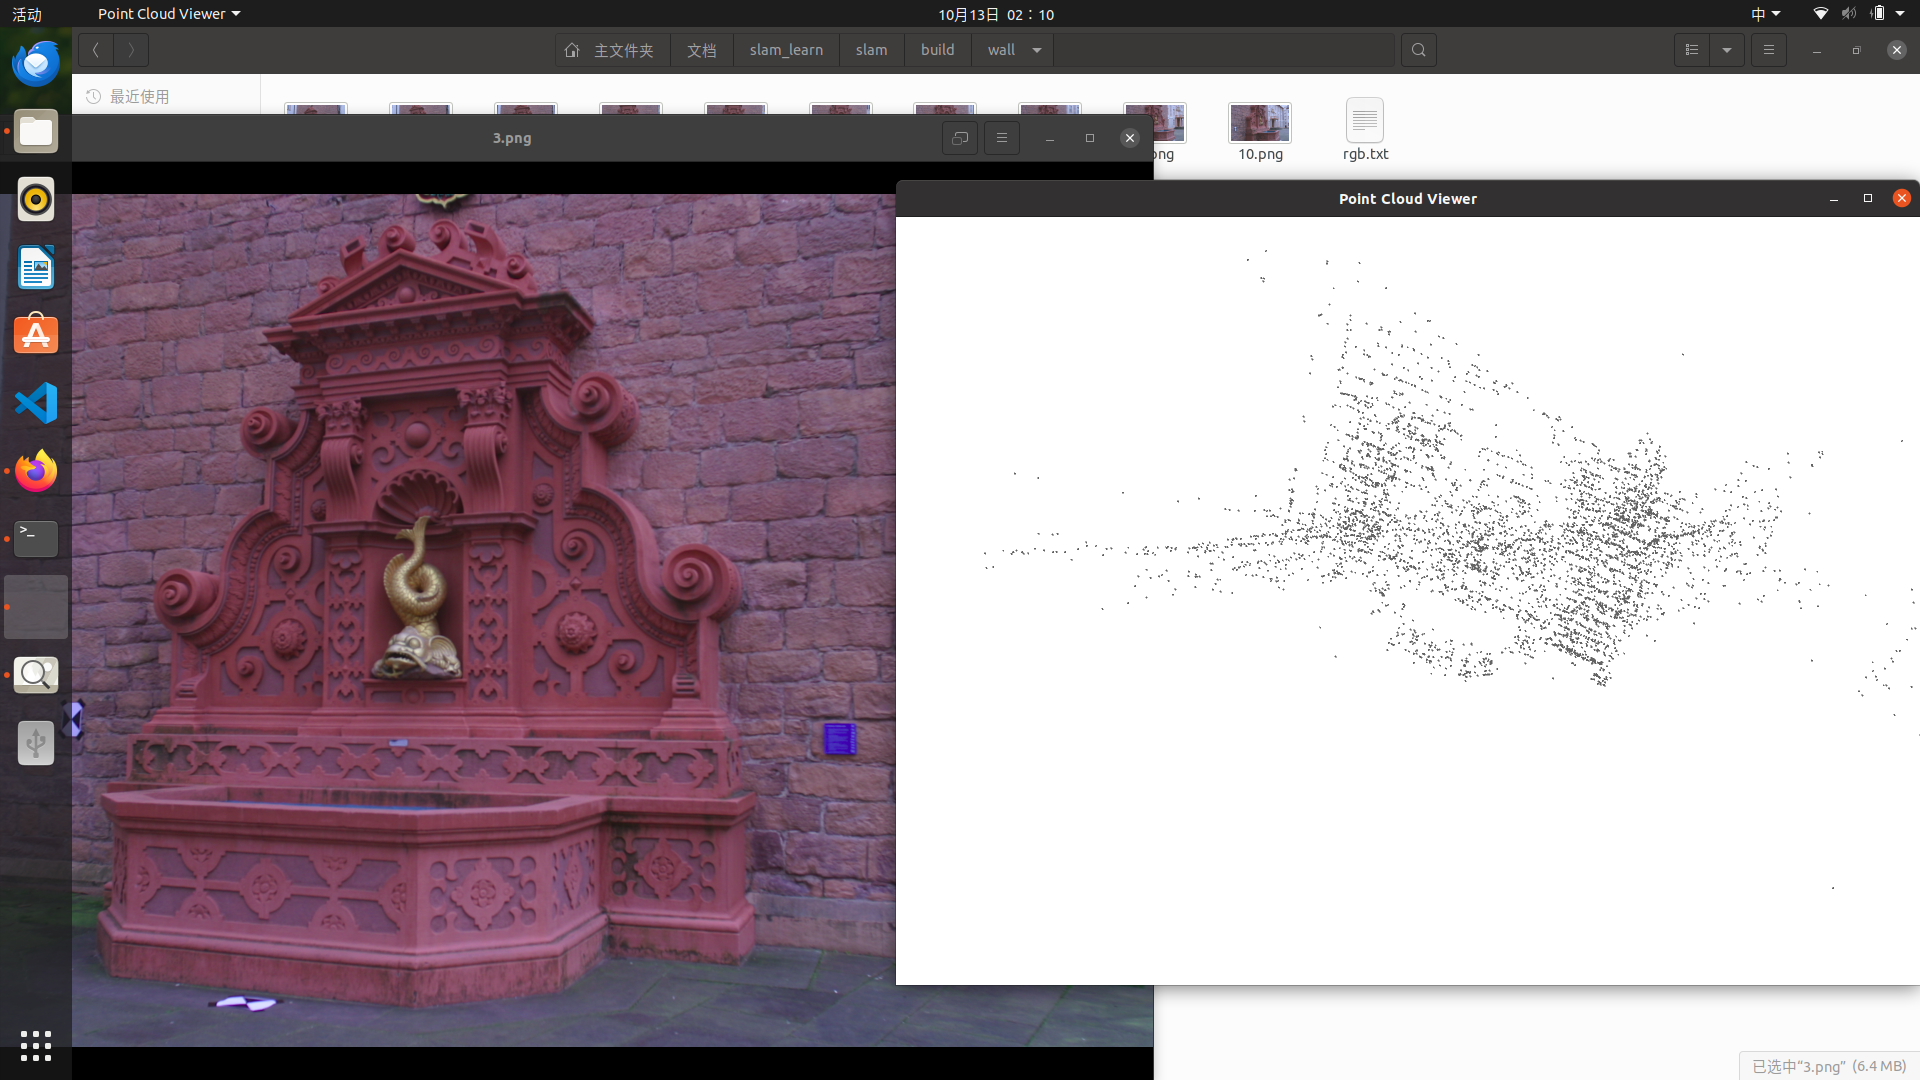 活动
Point Cloud Viewer
10月13日 02：10
中
主文件夹
文档
slam_learn
slam
build
wall
最近使用
png
10.png
rgb.txt
3.png
Point Cloud Viewer
已选中“3.png” (6.4 MB)